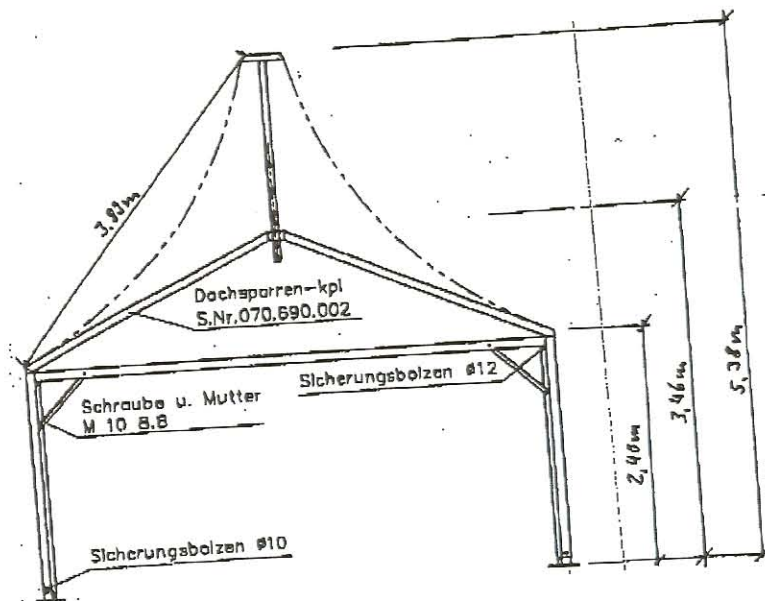 3,99m
Dachsparren-kpl
S.Nr.070.690.002
Sicherungsbolzen ø12
Schraube u. Mutter
M 10 8.8
Sicherungsbolzen ø10
2,40m
3,46m
5,38m